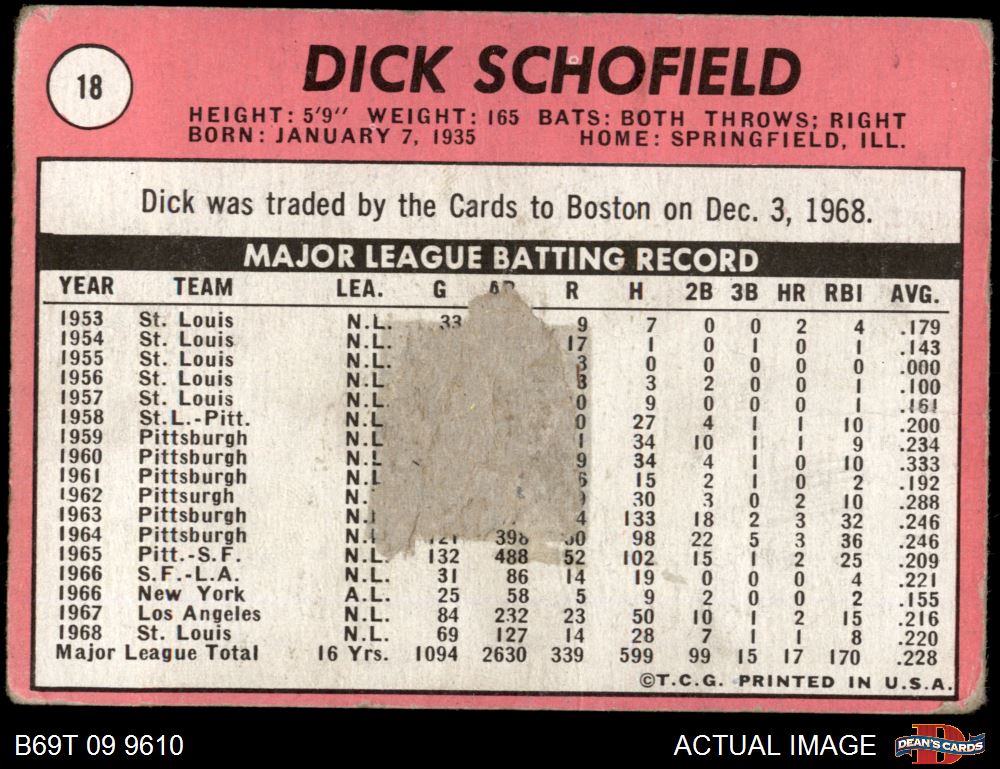 18
DICK SCHOFIELD
HEIGHT: 5'9" WEIGHT: 165 BATS: BOTH THROWS; RIGHT
BORN: JANUARY 7, 1935 HOME: SPRINGFIELD, ILL.
Dick was traded by the Cards to Boston on Dec. 3, 1968.
MAJOR LEAGUE BATTING RECORD
YEAR TEAM LEA. G R H 2B 3B HR RBI AVG.
1953 St. Louis N.L. 33 9 7 0 0 2 4 .179
1954 St. Louis N.L. 17 1 0 1 0 1 .143
1955 St. Louis N.L. 3 0 0 0 0 0 .000
1956 St. Louis N.L. 3 3 2 0 0 1 .100
1957 St. Louis N.L. 0 9 0 0 0 1 .161
1958 St.L.-Pitt. N.L 0 27 4 1 1 10 .200
1959 Pittsburgh N.L 1 34 10 1 1 9 .234
1960 Pittsburgh N.L 9 34 4 1 0 10 .333
1961 Pittsburgh N.L 6 15 2 1 0 2 .192
1962 Pittsurgh N. 30 3 0 2 10 .288
1963 Pittsburgh N. 4 133 18 2 3 32 .246
1964 Pittsburgh N. 121 398 50 98 22 5 3 36 .246
1965 Pitt.-S.F. N.L. 132 488 52 102 15 1 2 25 .209
1966 S.F.-L.A. N.L. 31 86 14 19 0 0 0 4 .221
1966 New York A.L. 25 58 5 9 2 0 0 2 .155
1967 Los Angeles N.L. 84 232 23 50 10 1 2 15 .216
1968 St. Louis N.L. 69 127 14 28 7 1 1 8 .220
Major League Total 16 Yrs. 1094 2630 339 599 99 15 17 170 .228
©T.C.G. PRINTED IN U.S.A.
B69T 09 9610 ACTUAL IMAGE DEAN'S CARDS